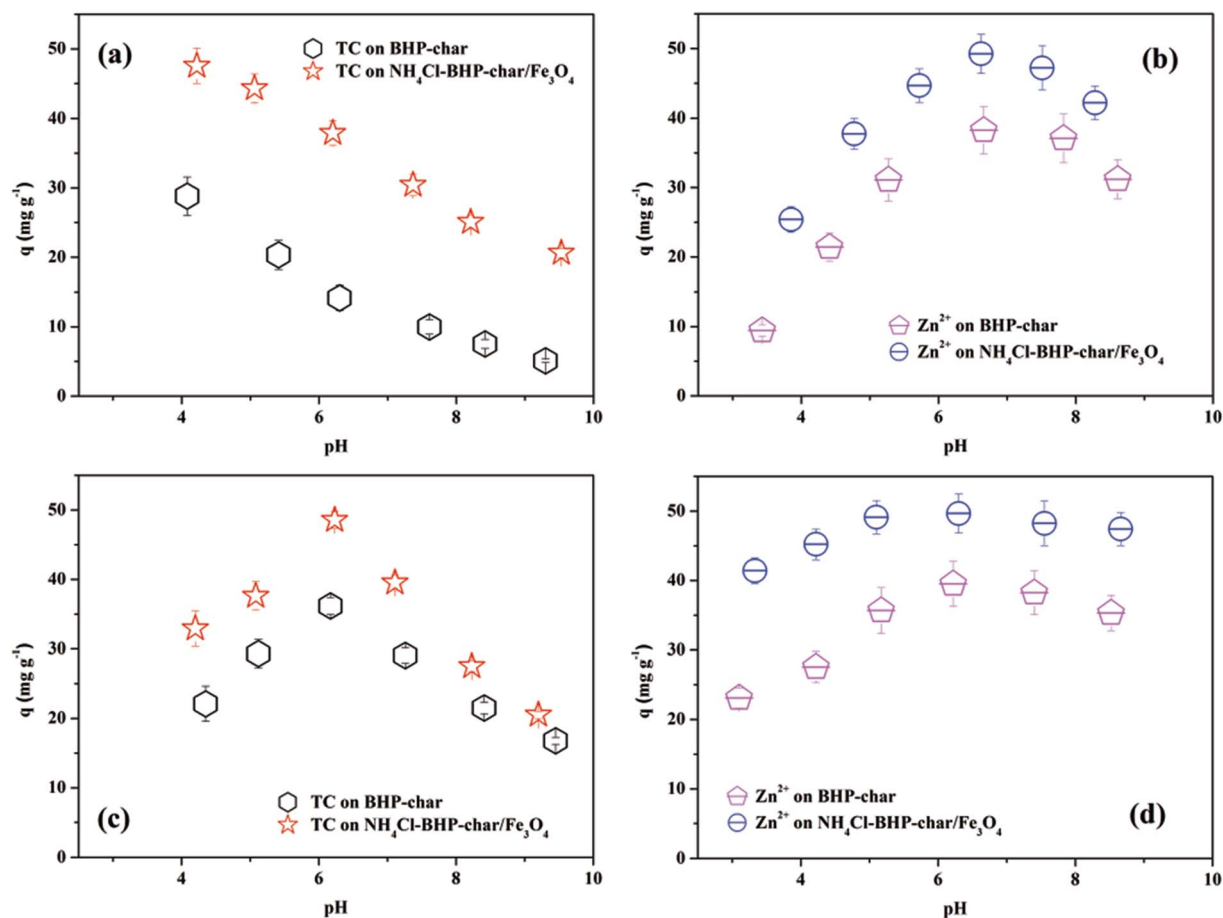 (a)
TC on BHP-char
TC on NH₄Cl-BHP-char/Fe₃O₄
50
40
30
20
10
0
q (mg g⁻¹)
4
6
8
10
pH
(b)
Zn²⁺ on BHP-char
Zn²⁺ on NH₄Cl-BHP-char/Fe₃O₄
50
40
30
20
10
0
q (mg g⁻¹)
2
4
6
8
10
pH
(c)
TC on BHP-char
TC on NH₄Cl-BHP-char/Fe₃O₄
50
40
30
20
10
0
q (mg g⁻¹)
4
6
8
10
pH
(d)
Zn²⁺ on BHP-char
Zn²⁺ on NH₄Cl-BHP-char/Fe₃O₄
50
40
30
20
10
0
q (mg g⁻¹)
2
4
6
8
10
pH